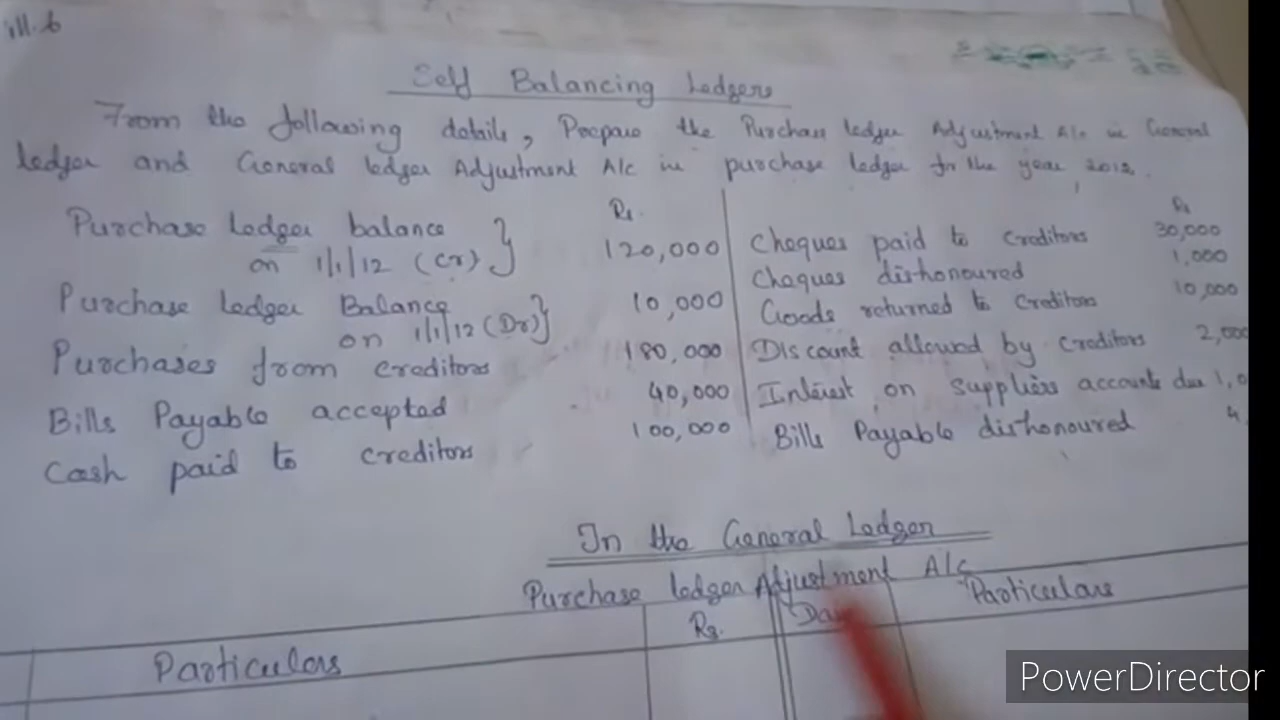 ill.6
Self Balancing Ledgers
From the following details, Prepare the Purchase ledger Adjustment A/c in General
ledger and General ledger Adjustment A/c in purchase ledger for the year 2012.
Rs.
Purchase Ledger balance
on 1/1/12 (Cr) } 120,000
Purchase Ledger Balance
on 1/1/12 (Dr) } 10,000
Purchases from creditors 180,000
Bills Payable accepted 40,000
Cash paid to creditors 100,000
Rs
Cheques paid to Creditors 30,000
Cheques dishonoured 1,000
Goods returned to Creditors 10,000
Discount allowed by creditors 2,000
Interest on suppliers accounts due 1,0
Bills Payable dishonoured 4,
In the General Ledger
Purchase ledger Adjustment A/c
Particulars Rs. Particulars
PowerDirector